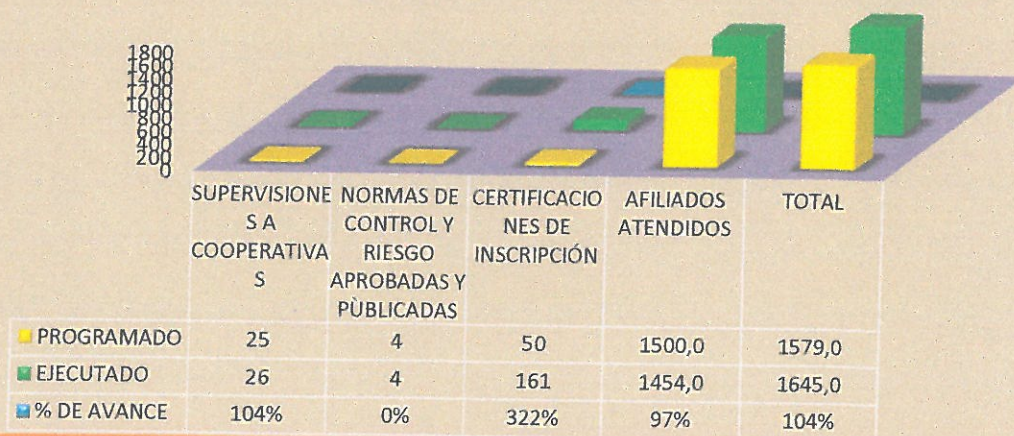 1800
1600
1400
1200
1000
800
600
400
200
0
SUPERVISIONE
S A
COOPERATIVA
S
NORMAS DE
CONTROL Y
RIESGO
APROBADAS Y
PÙBLICADAS
CERTIFICACIO
NES DE
INSCRIPCIÓN
AFILIADOS
ATENDIDOS
TOTAL
PROGRAMADO 25 4 50 1500,0 1579,0
EJECUTADO 26 4 161 1454,0 1645,0
% DE AVANCE 104% 0% 322% 97% 104%